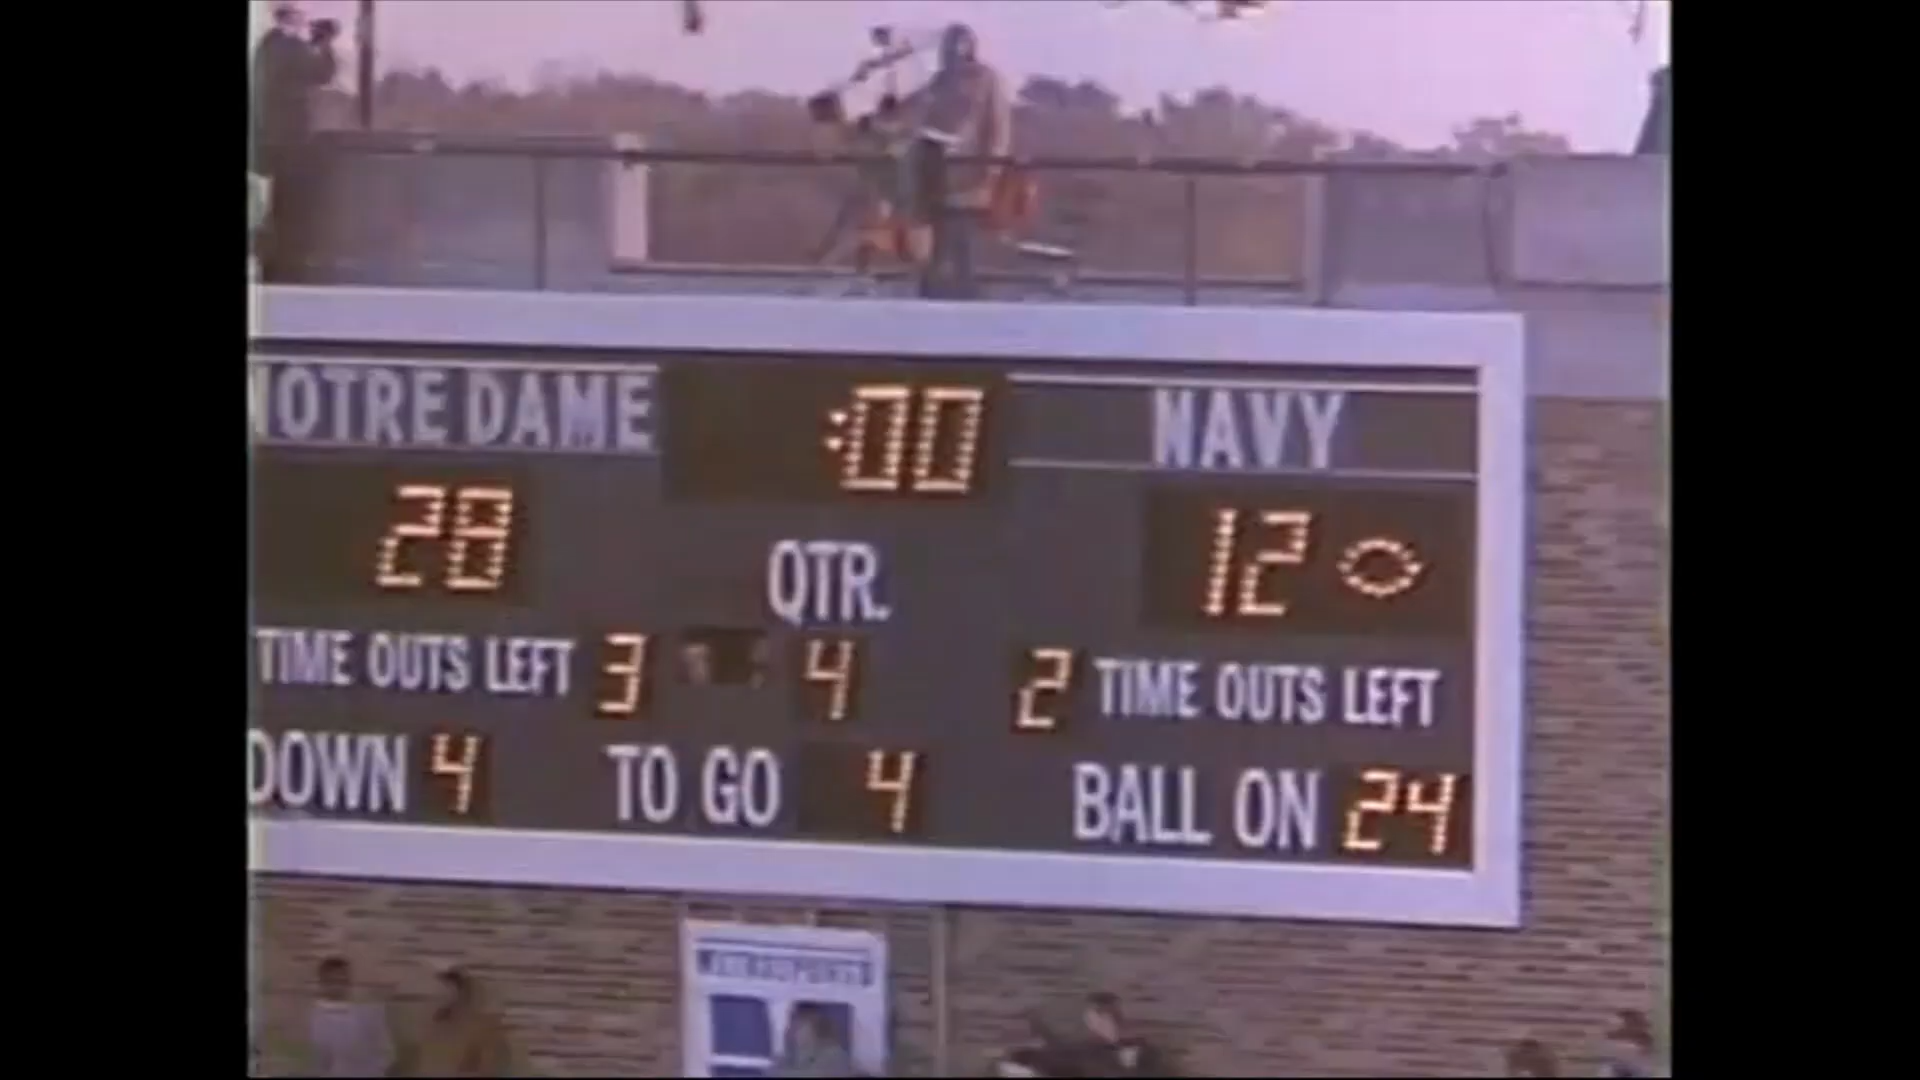 NOTRE DAME :00 NAVY
28 QTR. 12
TIME OUTS LEFT 3 4 2 TIME OUTS LEFT
DOWN 4 TO GO 4 BALL ON 24